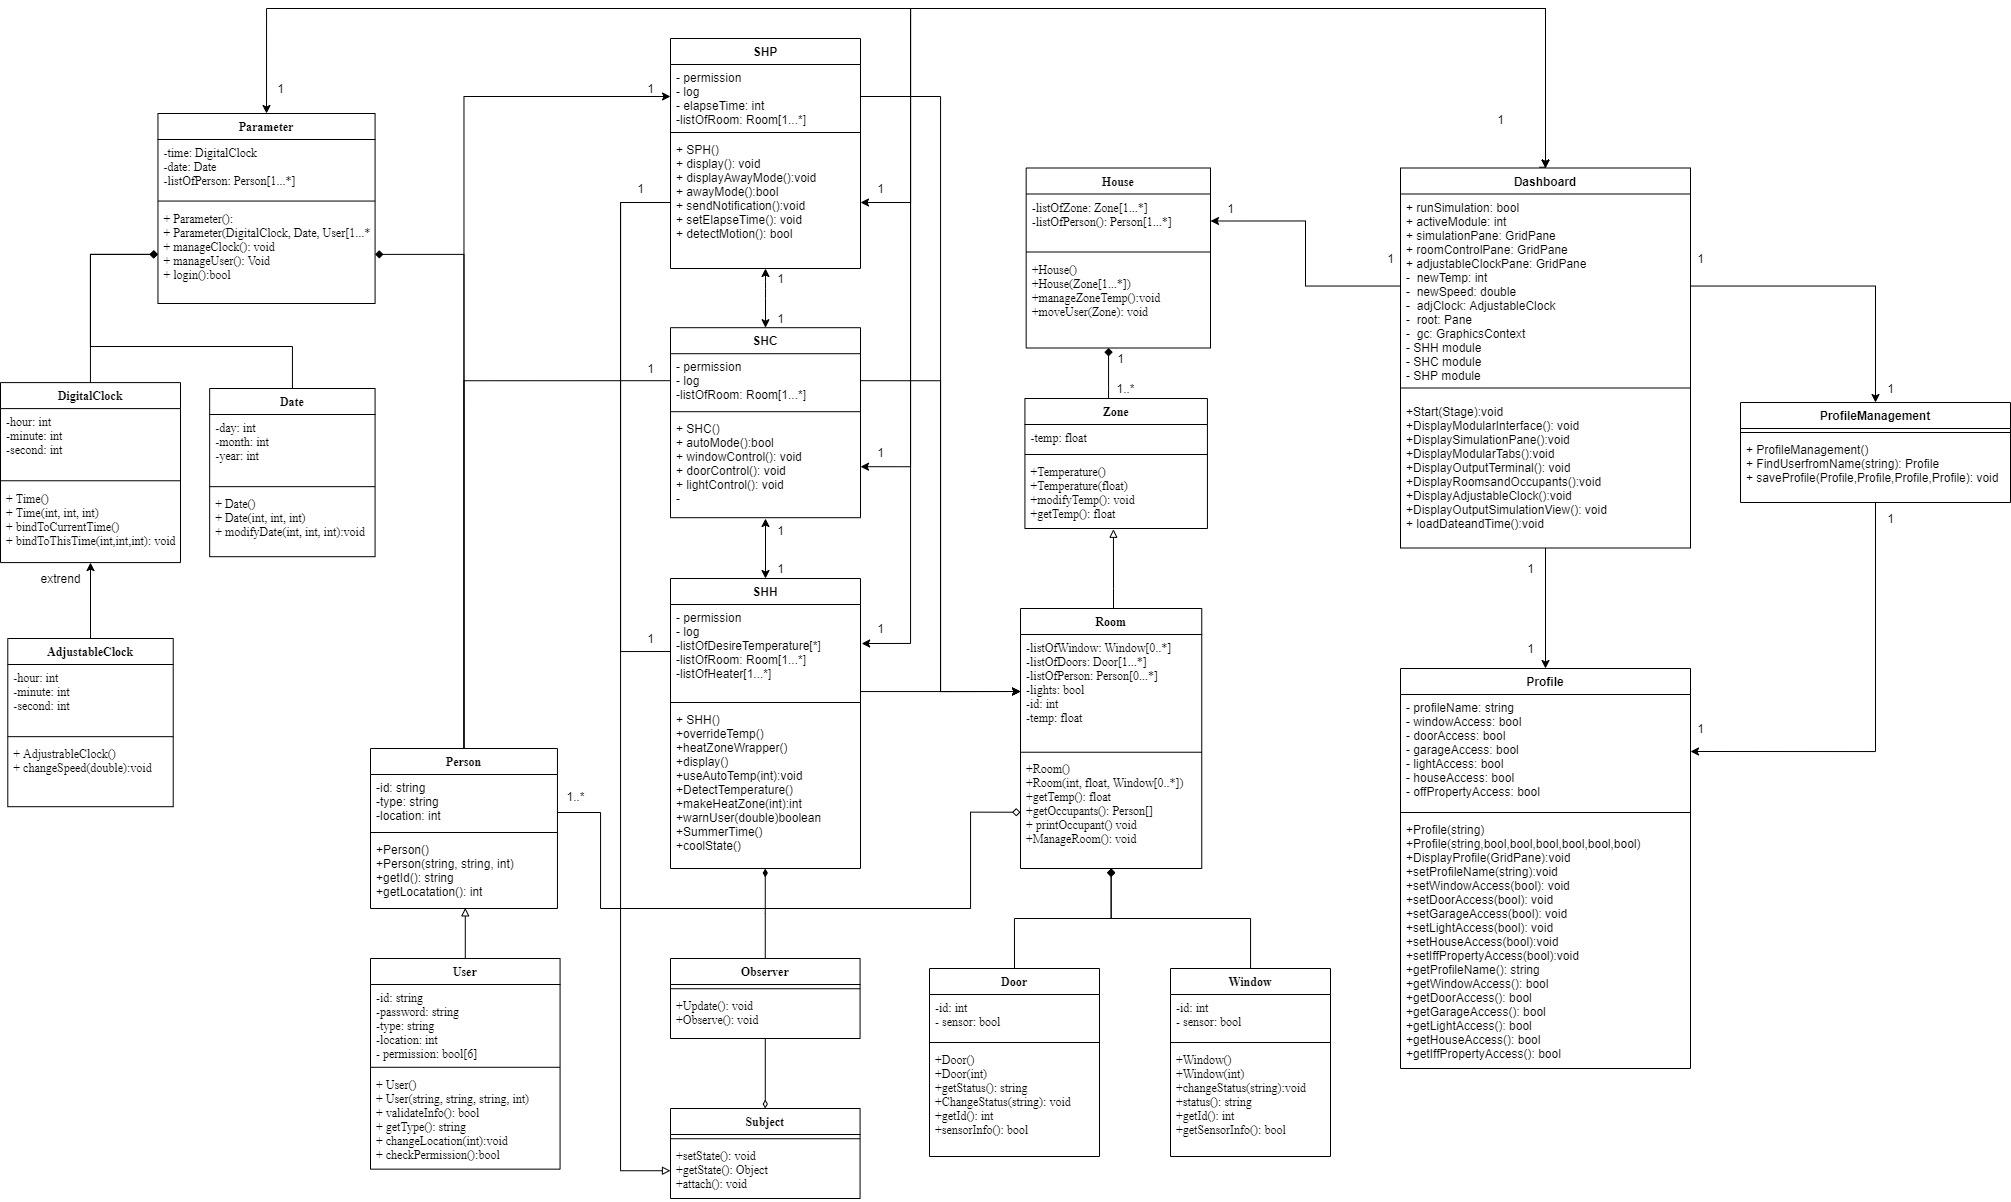 1
Parameter
-time: DigitalClock
-date: Date
-listOfPerson: Person[1...*]
+ Parameter():
+ Parameter(DigitalClock, Date, User[1...*
+ manageClock(): void
+ manageUser(): Void
+ login():bool
DigitalClock
-hour: int
-minute: int
-second: int
+ Time()
+ Time(int, int, int)
+ bindToCurrentTime()
+ bindToThisTime(int,int,int): void
extrend
AdjustableClock
-hour: int
-minute: int
-second: int
+ AdjustrableClock()
+ changeSpeed(double):void
Date
-day: int
-month: int
-year: int
+ Date()
+ Date(int, int, int)
+ modifyDate(int, int, int):void
Person
-id: string
-type: string
-location: int
+Person()
+Person(string, string, int)
+getId(): string
+getLocatation(): int
1..*
User
-id: string
-password: string
-type: string
-location: int
- permission: bool[6]
+ User()
+ User(string, string, string, int)
+ validateInfo(): bool
+ getType(): string
+ changeLocation(int):void
+ checkPermission():bool
1
SHP
- permission
- log
- elapseTime: int
-listOfRoom: Room[1...*]
+ SPH()
+ display(): void
+ displayAwayMode():void
+ awayMode():bool
+ sendNotification():void
+ setElapseTime(): void
+ detectMotion(): bool
1
1
1
1
SHC
- permission
- log
-listOfRoom: Room[1...*]
+ SHC()
+ autoMode():bool
+ windowControl(): void
+ doorControl(): void
+ lightControl(): void
-
1
1
1
1
SHH
- permission
- log
-listOfDesireTemperature[*]
-listOfRoom: Room[1...*]
-listOfHeater[1...*]
+ SHH()
+overrideTemp()
+heatZoneWrapper()
+display()
+useAutoTemp(int):void
+DetectTemperature()
+makeHeatZone(int):int
+warnUser(double)boolean
+SummerTime()
+coolState()
1
1
Observer
+Update(): void
+Observe(): void
Subject
+setState(): void
+getState(): Object
+attach(): void
House
-listOfZone: Zone[1...*]
-listOfPerson(): Person[1...*]
+House()
+House(Zone[1...*])
+manageZoneTemp():void
+moveUser(Zone): void
1
1
1..*
Zone
-temp: float
+Temperature()
+Temperature(float)
+modifyTemp(): void
+getTemp(): float
Room
-listOfWindow: Window[0..*]
-listOfDoors: Door[1...*]
-listOfPerson: Person[0...*]
-lights: bool
-id: int
-temp: float
+Room()
+Room(int, float, Window[0..*])
+getTemp(): float
+getOccupants(): Person[]
+ printOccupant() void
+ManageRoom(): void
Door
-id: int
- sensor: bool
+Door()
+Door(int)
+getStatus(): string
+ChangeStatus(string): void
+getId(): int
+sensorInfo(): bool
Window
-id: int
- sensor: bool
+Window()
+Window(int)
+changeStatus(string):void
+status(): string
+getId(): int
+getSensorInfo(): bool
1
Dashboard
+ runSimulation: bool
+ activeModule: int
+ simulationPane: GridPane
+ roomControlPane: GridPane
+ adjustableClockPane: GridPane
- newTemp: int
- newSpeed: double
- adjClock: AdjustableClock
- root: Pane
- gc: GraphicsContext
- SHH module
- SHC module
- SHP module
+Start(Stage):void
+DisplayModularInterface(): void
+DisplaySimulationPane():void
+DisplayModularTabs():void
+DisplayOutputTerminal(): void
+DisplayRoomsandOccupants():void
+DisplayAdjustableClock():void
+DisplayOutputSimulationView(): void
+ loadDateandTime():void
1
1
1
1
ProfileManagement
+ ProfileManagement()
+ FindUserfromName(string): Profile
+ saveProfile(Profile,Profile,Profile,Profile): void
1
1
1
1
Profile
- profileName: string
- windowAccess: bool
- doorAccess: bool
- garageAccess: bool
- lightAccess: bool
- houseAccess: bool
- offPropertyAccess: bool
+Profile(string)
+Profile(string,bool,bool,bool,bool,bool,bool)
+DisplayProfile(GridPane):void
+setProfileName(string):void
+setWindowAccess(bool): void
+setDoorAccess(bool): void
+setGarageAccess(bool): void
+setLightAccess(bool): void
+setHouseAccess(bool):void
+setIffPropertyAccess(bool):void
+getProfileName(): string
+getWindowAccess(): bool
+getDoorAccess(): bool
+getGarageAccess(): bool
+getLightAccess(): bool
+getHouseAccess(): bool
+getIffPropertyAccess(): bool